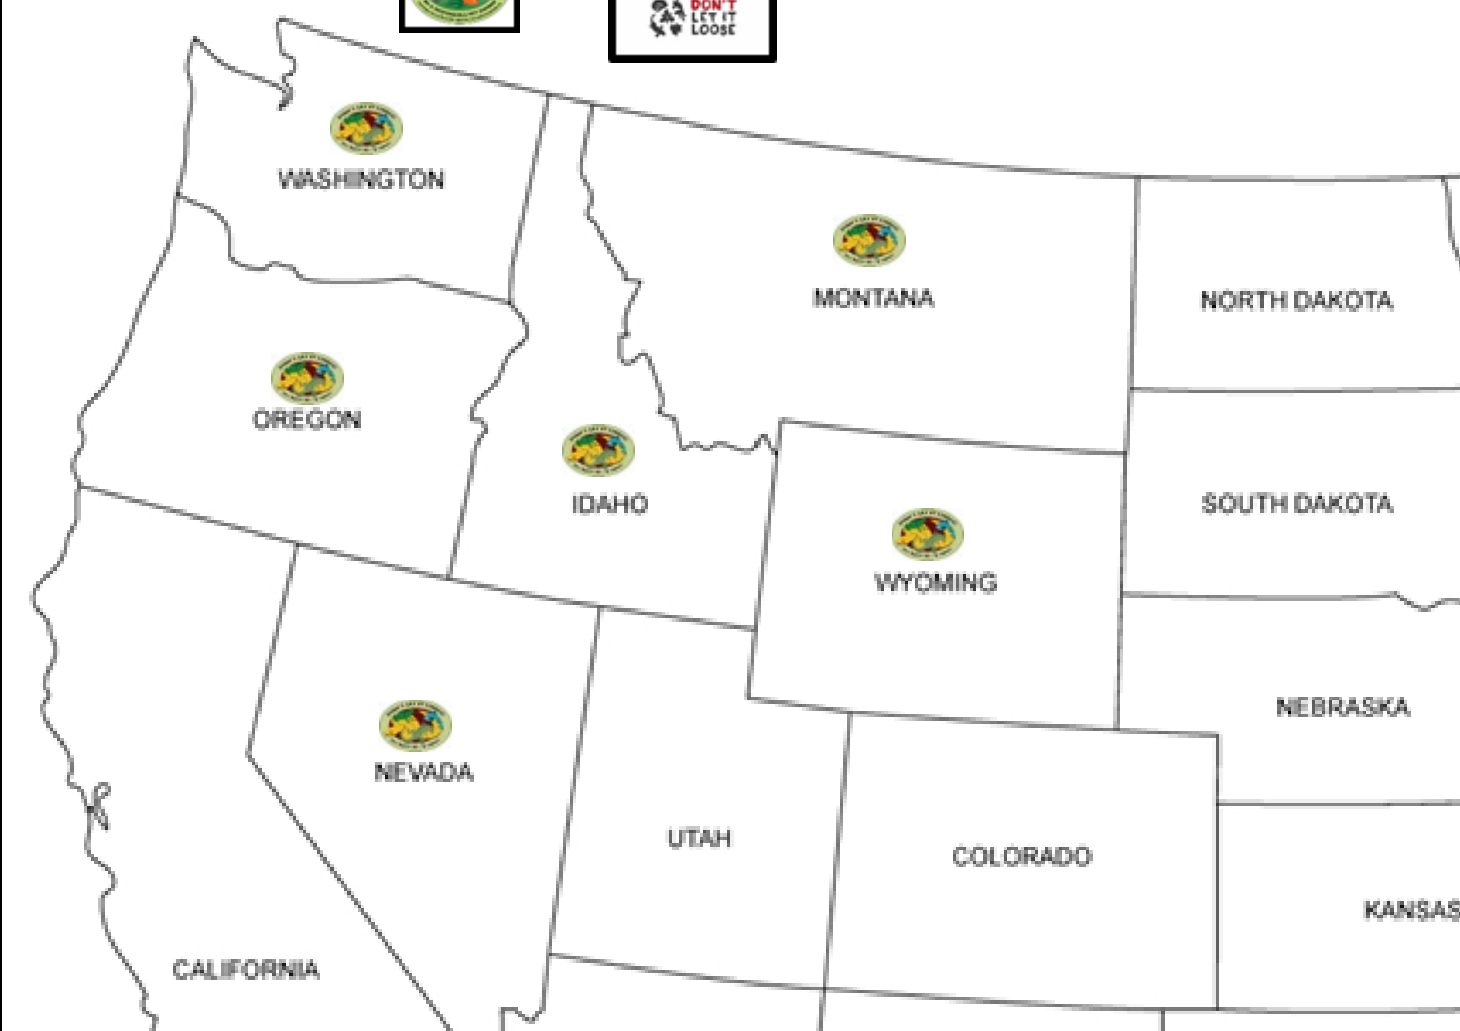 DON'T
LET IT
LOOSE
WASHINGTON
MONTANA
NORTH DAKOTA
OREGON
IDAHO
SOUTH DAKOTA
WYOMING
NEBRASKA
NEVADA
UTAH
COLORADO
KANSAS
CALIFORNIA